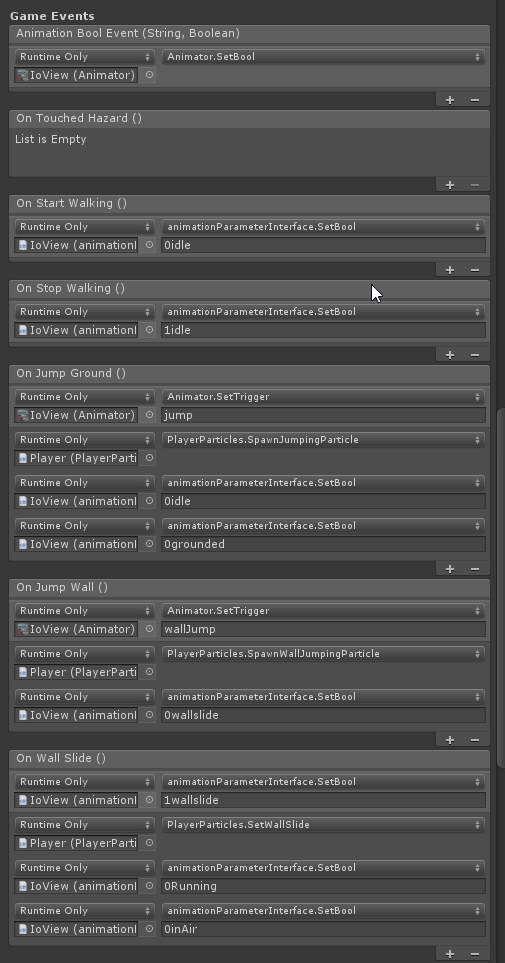 Game Events
Animation Bool Event (String, Boolean)
Runtime Only Animator.SetBool
IoView (Animator)
On Touched Hazard ()
List is Empty
On Start Walking ()
Runtime Only animationParameterInterface.SetBool
IoView (animationI 0idle
On Stop Walking ()
Runtime Only animationParameterInterface.SetBool
IoView (animationI 1idle
On Jump Ground ()
Runtime Only Animator.SetTrigger
IoView (Animator) jump
Runtime Only PlayerParticles.SpawnJumpingParticle
Player (PlayerParti
Runtime Only animationParameterInterface.SetBool
IoView (animationI 0idle
Runtime Only animationParameterInterface.SetBool
IoView (animationI 0grounded
On Jump Wall ()
Runtime Only Animator.SetTrigger
IoView (Animator) wallJump
Runtime Only PlayerParticles.SpawnWallJumpingParticle
Player (PlayerParti
Runtime Only animationParameterInterface.SetBool
IoView (animationI 0wallslide
On Wall Slide ()
Runtime Only animationParameterInterface.SetBool
IoView (animationI 1wallslide
Runtime Only PlayerParticles.SetWallSlide
Player (PlayerParti
Runtime Only animationParameterInterface.SetBool
IoView (animationI 0Running
Runtime Only animationParameterInterface.SetBool
IoView (animationI 0inAir